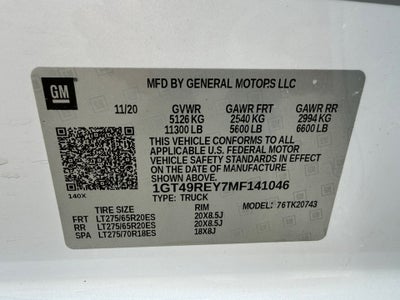 GM
MFD BY GENERAL MOTORS LLC
11/20 GVWR GAWR FRT GAWR RR
5126 KG 2540 KG 2994 KG
11300 LB 5600 LB 6600 LB
THIS VEHICLE CONFORMS TO ALL
APPLICABLE U.S. FEDERAL MOTOR
VEHICLE SAFETY STANDARDS IN EFFECT ON
THE DATE OF MANUFACTURE SHOWN ABOVE.
1GT49REY7MF141046
140X TYPE: TRUCK MODEL: 76TK20743
TIRE SIZE RIM
FRT LT275/65R20ES 20X8.5J
RR LT275/65R20ES 20X8.5J
SPA LT275/70R18ES 18X8J